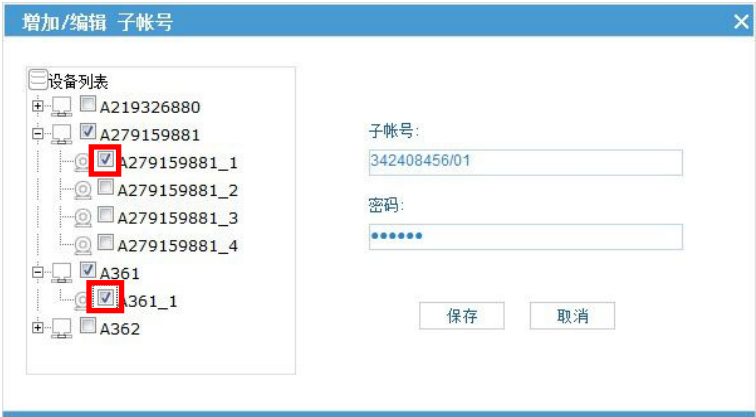 增加/编辑 子帐号
设备列表
A219326880
A279159881
A279159881_1
A279159881_2
A279159881_3
A279159881_4
A361
A361_1
A362
子帐号:
342408456/01
密码:
••••••
保存
取消